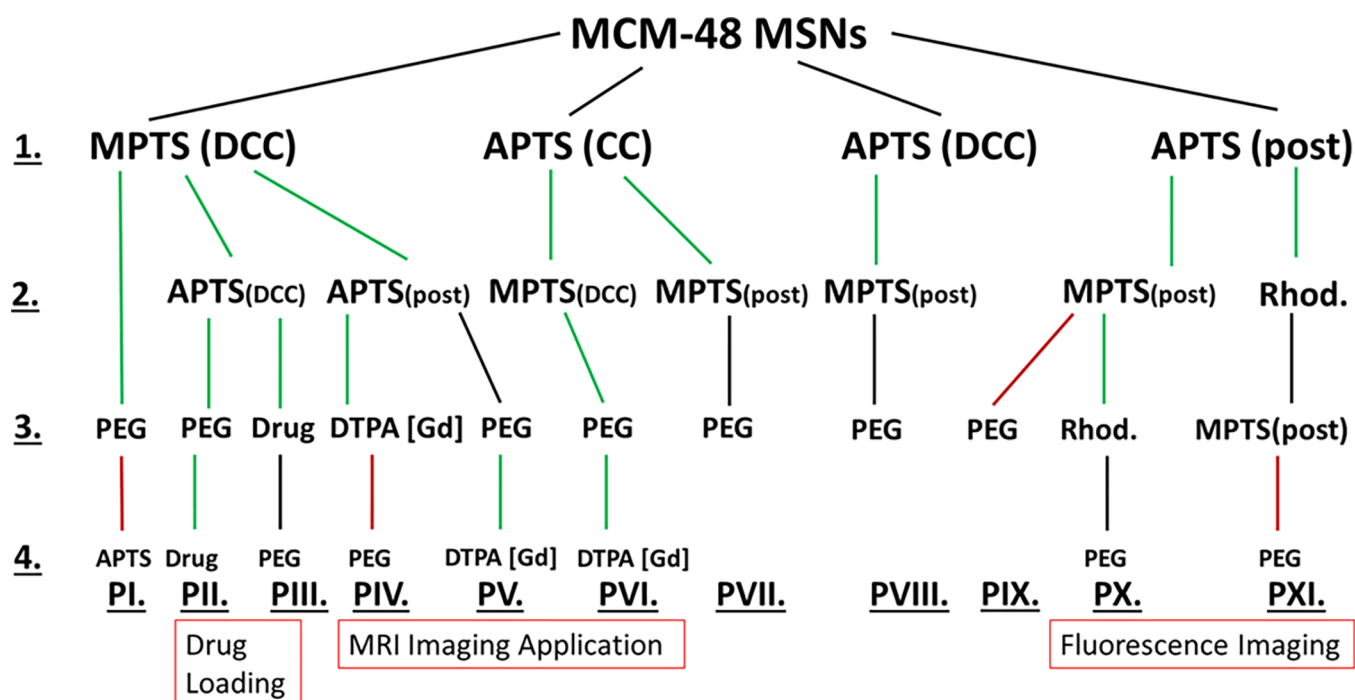 MCM-48 MSNs
1. MPTS (DCC) APTS (CC) APTS (DCC) APTS (post)
2. APTS(DCC) APTS(post) MPTS(DCC) MPTS(post) MPTS(post) MPTS(post) Rhod.
3. PEG PEG Drug DTPA [Gd] PEG PEG PEG PEG PEG Rhod. MPTS(post)
4. APTS Drug PEG PEG DTPA [Gd] DTPA [Gd] PEG PEG
PI. PII. PIII. PIV. PV. PVI. PVII. PVIII. PIX. PX. PXI.
Drug
Loading
MRI Imaging Application
Fluorescence Imaging